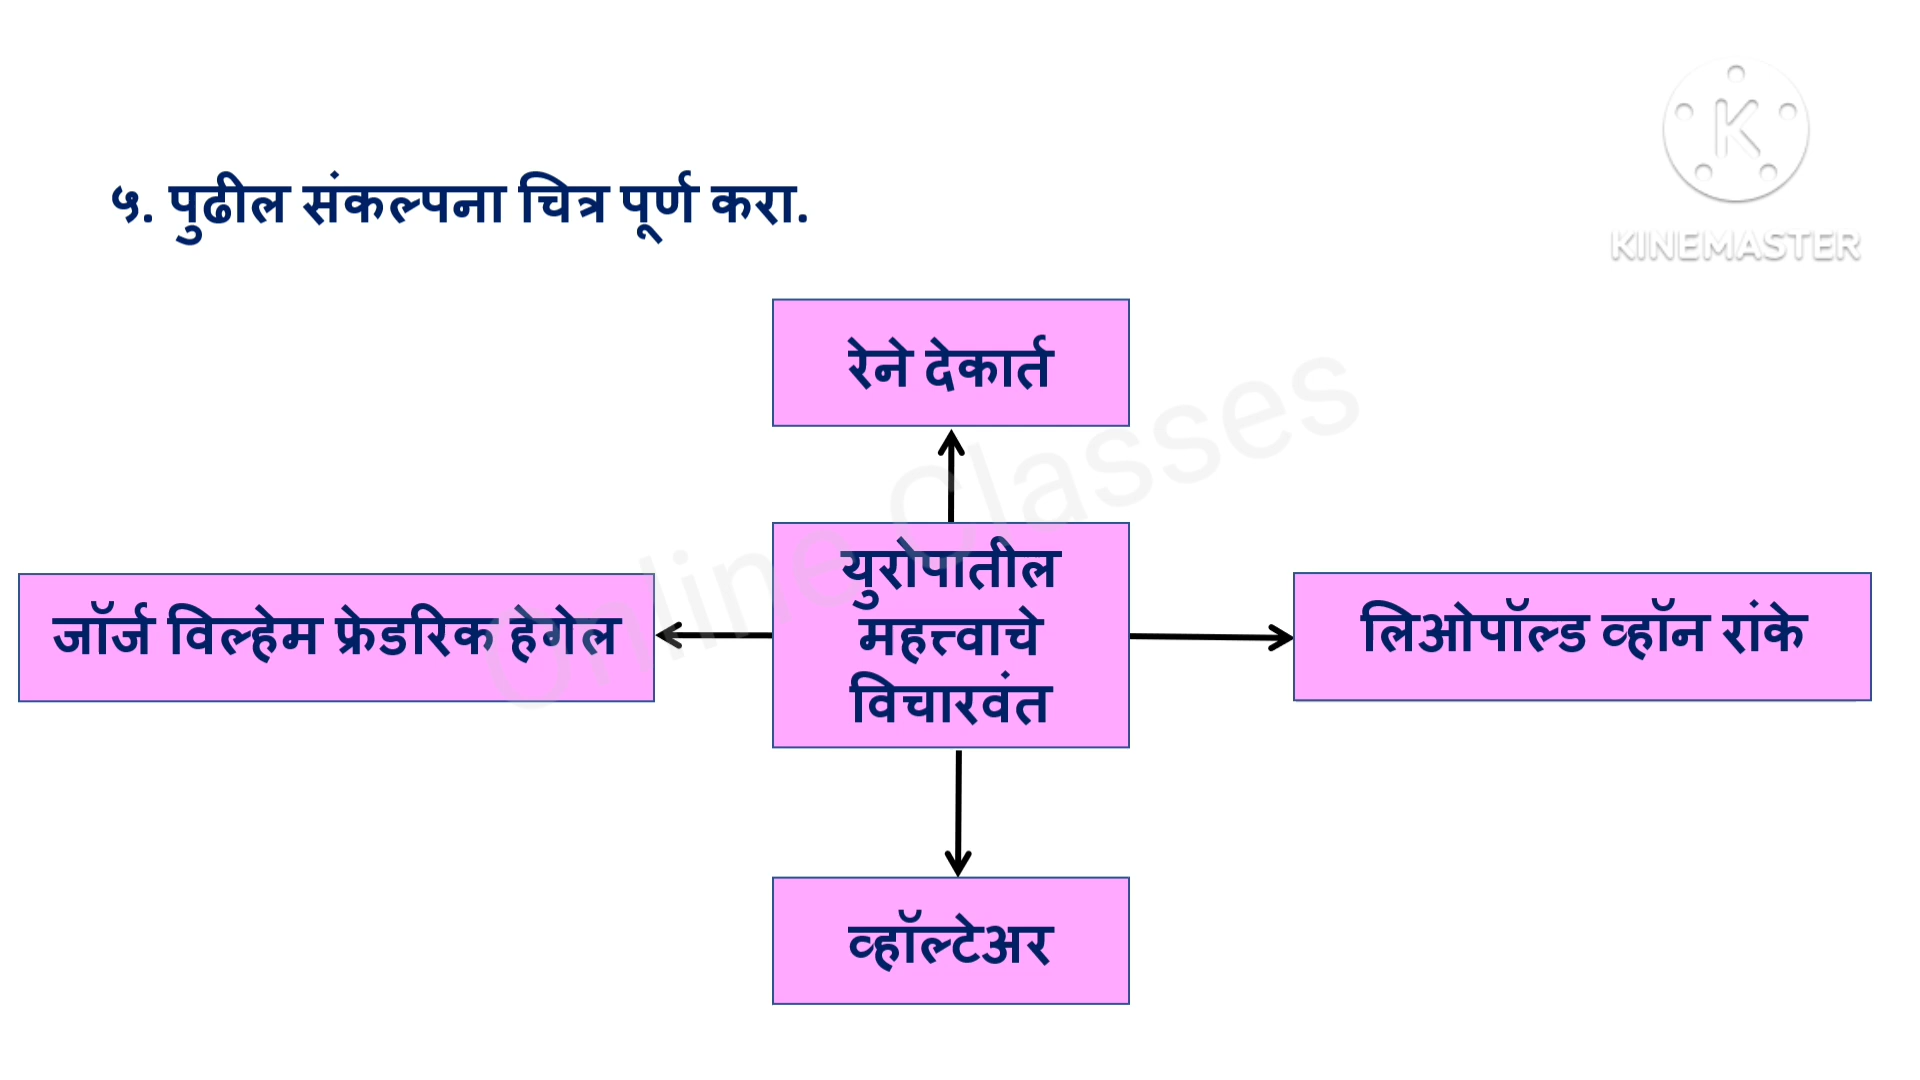 ५. पुढील संकल्पना चित्र पूर्ण करा.
KINEMASTER
रेने देकार्त
युरोपातील
महत्त्वाचे
विचारवंत
जॉर्ज विल्हेम फ्रेडरिक हेगेल
लिओपॉल्ड व्हॉन रांके
व्हॉल्टेअर
Online Classes